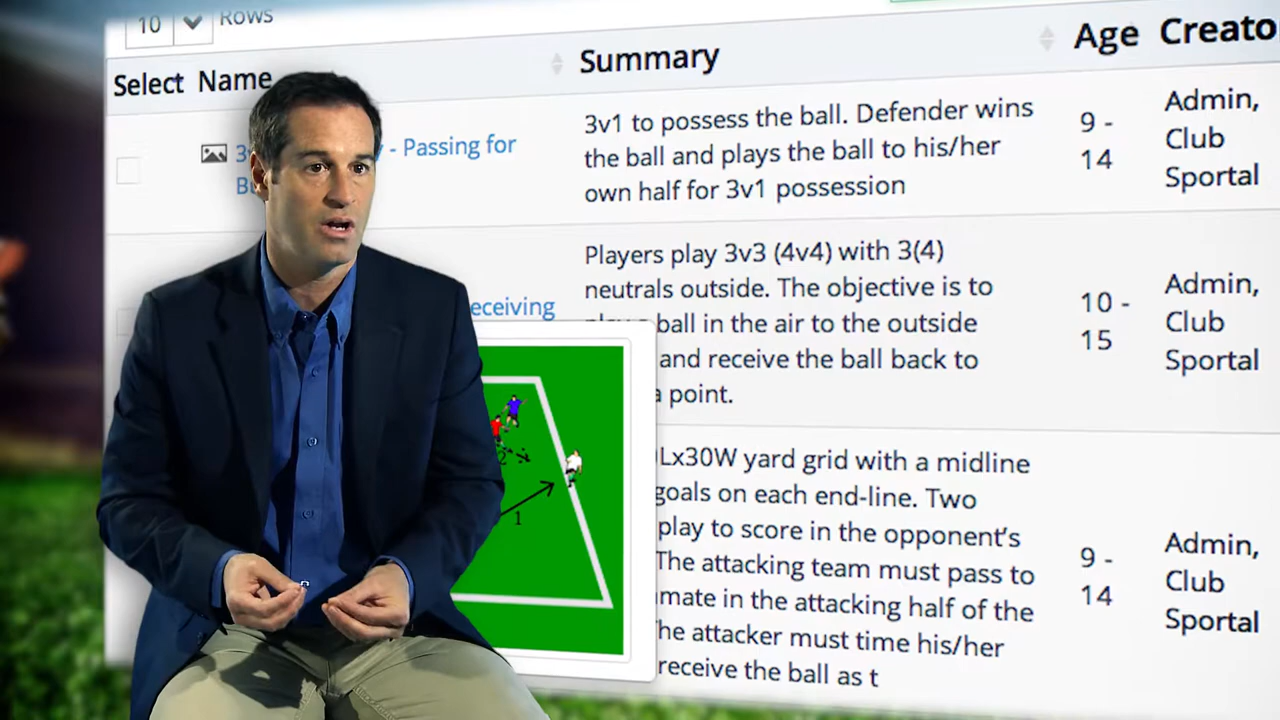 10 Rows
Select Name Summary Age Creato
3 - Passing for
B
3v1 to possess the ball. Defender wins
the ball and plays the ball to his/her
own half for 3v1 possession
9 -
14
Admin,
Club
Sportal
eceiving
Players play 3v3 (4v4) with 3(4)
neutrals outside. The objective is to
ball in the air to the outside
and receive the ball back to
a point.
10 -
15
Admin,
Club
Sportal
1
Lx30W yard grid with a midline
goals on each end-line. Two
play to score in the opponent's
The attacking team must pass to
mate in the attacking half of the
he attacker must time his/her
receive the ball as t
9 -
14
Admin,
Club
Sportal